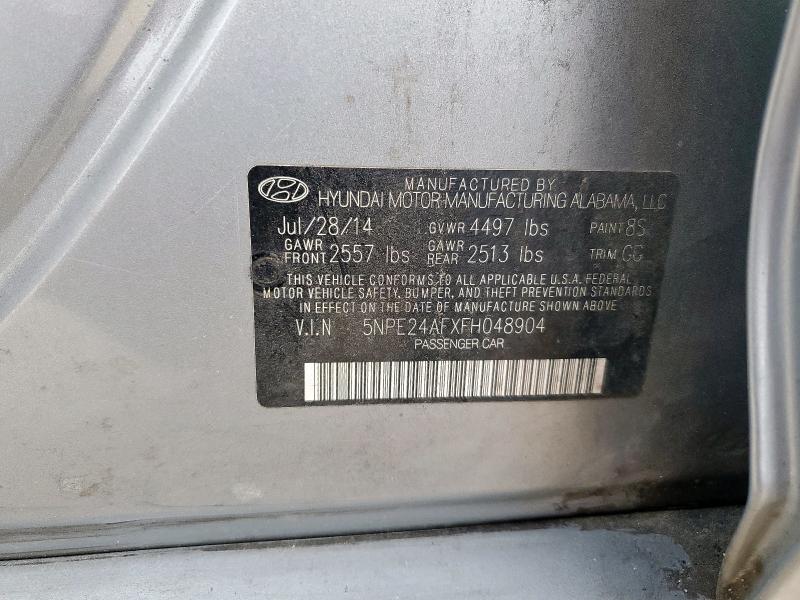 MANUFACTURED BY
HYUNDAI MOTOR MANUFACTURING ALABAMA, LLC
Jul/28/14 GVWR 4497 lbs PAINT 8S
GAWR FRONT 2557 lbs GAWR REAR 2513 lbs TRIM GG
THIS VEHICLE CONFORMS TO ALL APPLICABLE U.S.A. FEDERAL
MOTOR VEHICLE SAFETY, BUMPER, AND THEFT PREVENTION STANDARDS
IN EFFECT ON THE DATE OF MANUFACTURE SHOWN ABOVE
V.I.N 5NPE24AFXFH048904
PASSENGER CAR